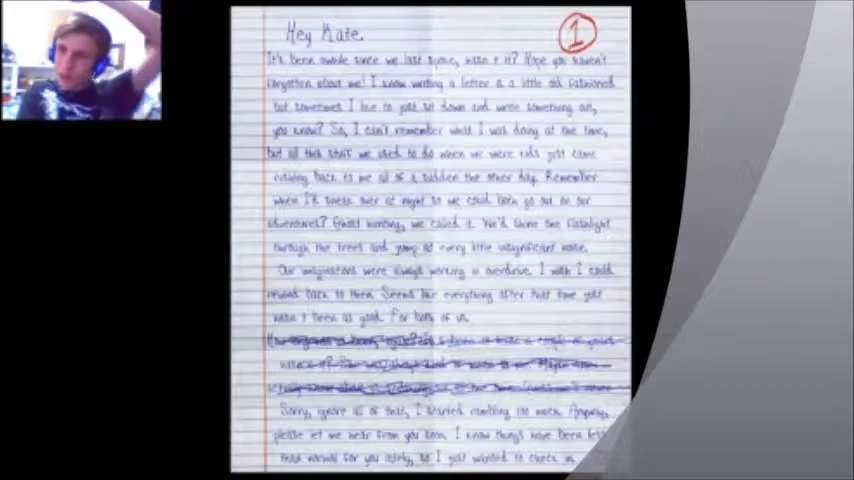 Hey Kate.
1
It's been awhile since we last spoke, hasn't it? Hope you haven't
forgotten about me! I know writing a letter is a little old fashioned
but sometimes I like to just sit down and write something out,
you know? So, I can't remember what I was doing at the time,
but all this stuff we used to do when we were kids just came
rushing back to me all of a sudden the other day. Remember
when I'd sneak over at night so we could both go out on our
adventures? Ghost hunting, we called it. We'd shine our flashlight
through the trees and jump at every little insignificant noise.
Our imaginations were always working in overdrive. I wish I could
rewind back to then. Seems like everything after that time just
hasn't been as good. For both of us.
Sorry, ignore all of that, I started rambling too much. Anyway,
please let me hear from you soon. I know things have been less
than normal for you lately, so I just wanted to check in.